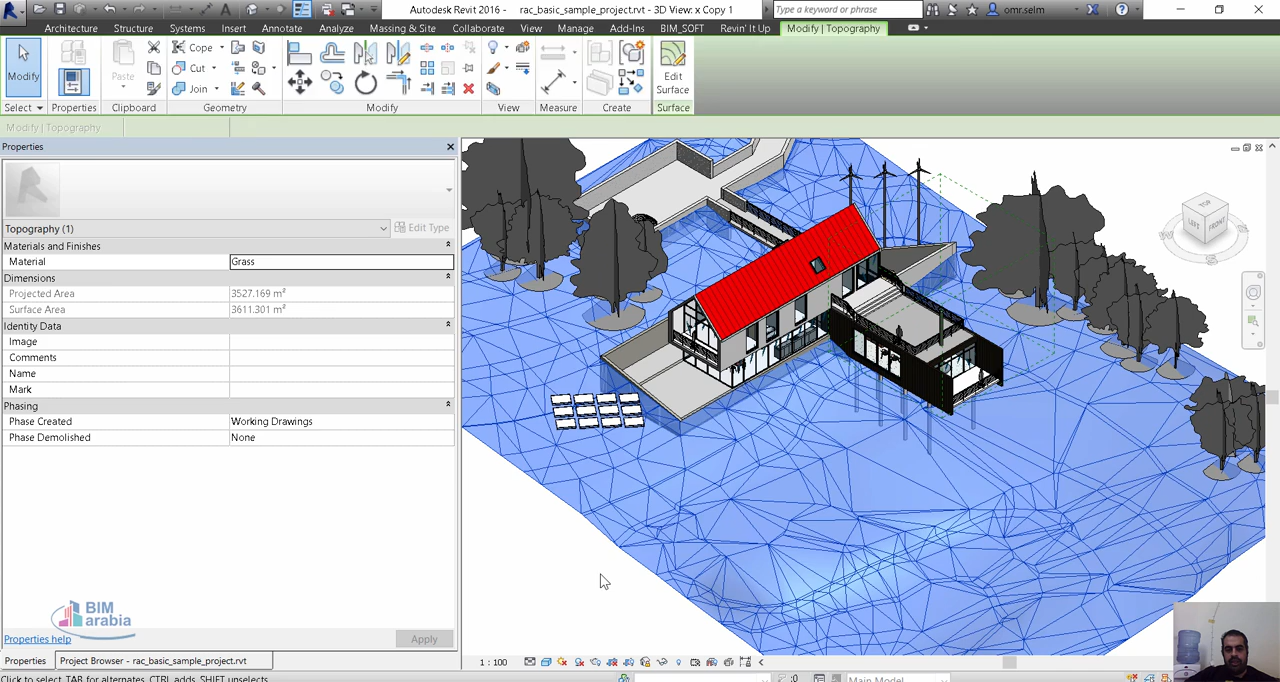 Autodesk Revit 2016 - rac_basic_sample_project.rvt - 3D View: x Copy 1
Type a keyword or phrase
omr.selm
Architecture Structure Systems Insert Annotate Analyze Massing & Site Collaborate View Manage Add-Ins BIM_SOFT Revin' It Up Modify | Topography
Modify
Paste
Cope
Cut
Join
Edit
Surface
Select Properties Clipboard Geometry Modify View Measure Create Surface
Modify | Topography
Properties
Topography (1) Edit Type
Materials and Finishes
Material Grass
Dimensions
Projected Area 3527.169 m²
Surface Area 3611.301 m²
Identity Data
Image
Comments
Name
Mark
Phasing
Phase Created Working Drawings
Phase Demolished None
TOP
LEFT
FRONT
BIM
arabia
Properties help Apply
Properties Project Browser - rac_basic_sample_project.rvt
1 : 100
Click to select, TAB for alternates, CTRL adds, SHIFT unselects.
:0
Main Model